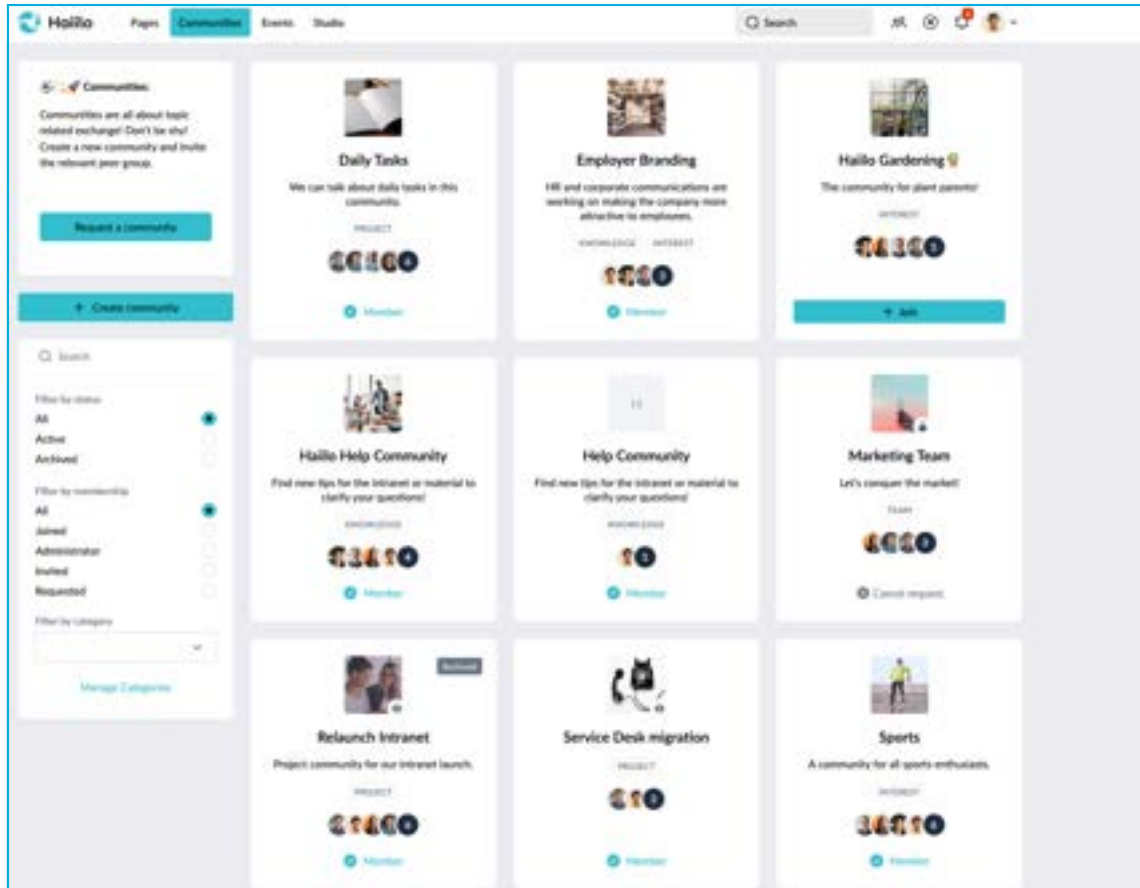 Haiilo
Pages
Communities
Events
Studio
Search
Communities
Communities are all about topic
related exchange! Don't be shy!
Create a new community and invite
the relevant peer group.
Request a community
+ Create community
Search
Filter by status
All
Active
Archived
Filter by membership
All
Joined
Administrator
Invited
Requested
Filter by category
Manage Categories
Daily Tasks
We can talk about daily tasks in this
community.
PROJECT
Member
Employer Branding
HR and corporate communications are
working on making the company more
attractive to employees.
KNOWLEDGE INTEREST
Member
Haiilo Gardening
The community for plant parents!
INTEREST
+ Join
Haiilo Help Community
Find new tips for the intranet or material to
clarify your questions!
KNOWLEDGE
4
Member
Help Community
Find new tips for the intranet or material to
clarify your questions!
KNOWLEDGE
Member
Marketing Team
Let's conquer the market!
TEAM
Cancel request
Archived
Relaunch Intranet
Project community for our intranet launch.
PROJECT
Member
Service Desk migration
PROJECT
Member
Sports
A community for all sports enthusiasts.
INTEREST
Member